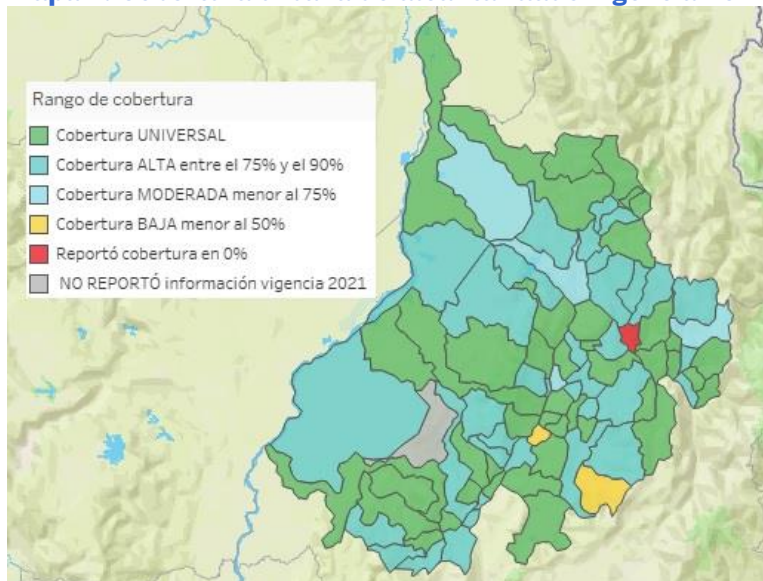 Rango de cobertura
Cobertura UNIVERSAL
Cobertura ALTA entre el 75% y el 90%
Cobertura MODERADA menor al 75%
Cobertura BAJA menor al 50%
Reportó cobertura en 0%
NO REPORTÓ información vigencia 2021